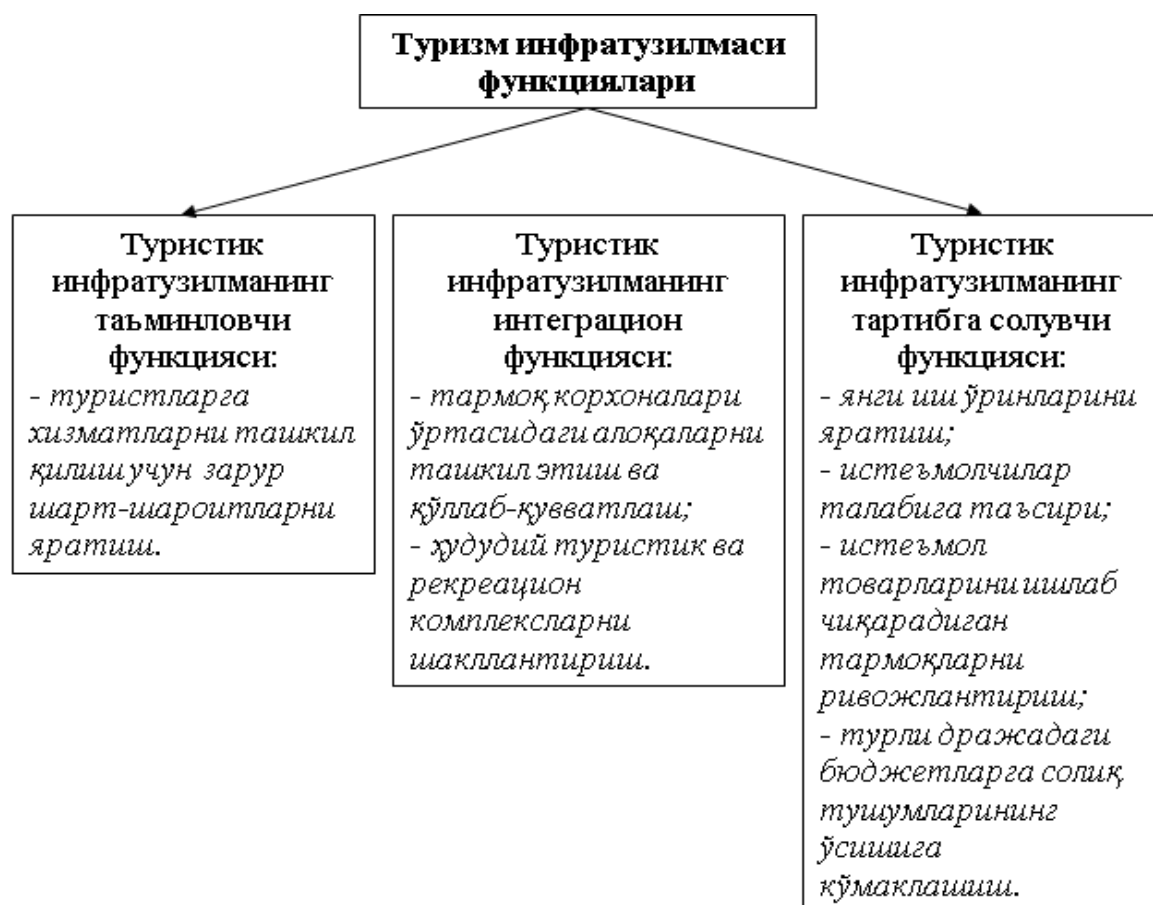 Туризм инфратузилмаси
функциялари
Туристик
инфратузилманинг
таъминловчи
функцияси:
- туристларга
хизматларни ташкил
қилиш учун зарур
шарт-шароитларни
яратиш.
Туристик
инфратузилманинг
интеграцион
функцияси:
- тармоқ корхоналари
ўртасидаги алоқаларни
ташкил этиш ва
қўллаб-қувватлаш;
- ҳудудий туристик ва
рекреацион
комплексларни
шакллантириш.
Туристик
инфратузилманинг
тартибга солувчи
функцияси:
- янги иш ўринларини
яратиш;
- истеъмолчилар
талабига таъсири;
- истеъмол
товарларини ишлаб
чиқарадиган
тармоқларни
ривожлантириш;
- турли дражадаги
бюджетларга солиқ
тушумларининг
ўсишига
кўмаклашиш.